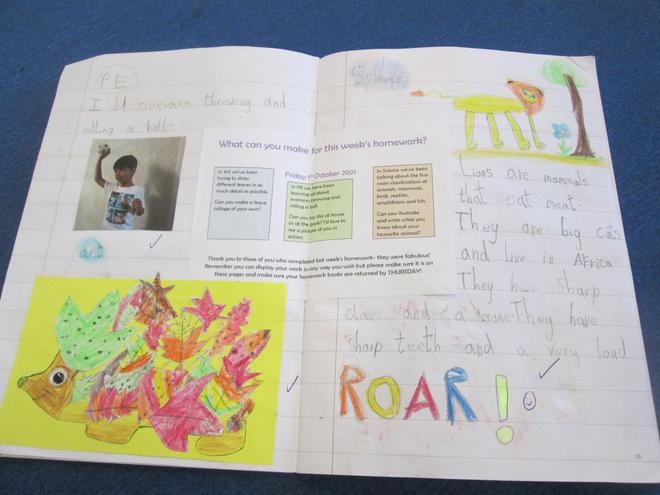 PE
I did overarm throwing and
rolling a ball.
What can you make for this week's homework?
Friday 1st October 2021
In Art we've been
trying to draw
different leaves in as
much detail as possible.
Can you make a leave
collage of your own?
In PE we have been
learning all about
overarm throwing and
rolling a ball.
Can you try this at home
or at the park? I'd love to
see a picture of you in
action.
In Science we've been
talking about the five
main clarifications of
animals; mammals,
birds, reptiles,
amphibians and fish.
Can you illustrate
and write what you
know about your
favourite animal?
Thank you to those of you who completed last week's homework- they were fabulous!
Remember you can display your work in any way you wish but please make sure it is on
these pages and make sure your homework books are returned by THURSDAY!
art
Science
Lions are mammals
that eat meat.
They are big cats
and live in Africa.
They have sharp
claws and a mane. They have
sharp teeth and a very loud
ROAR!